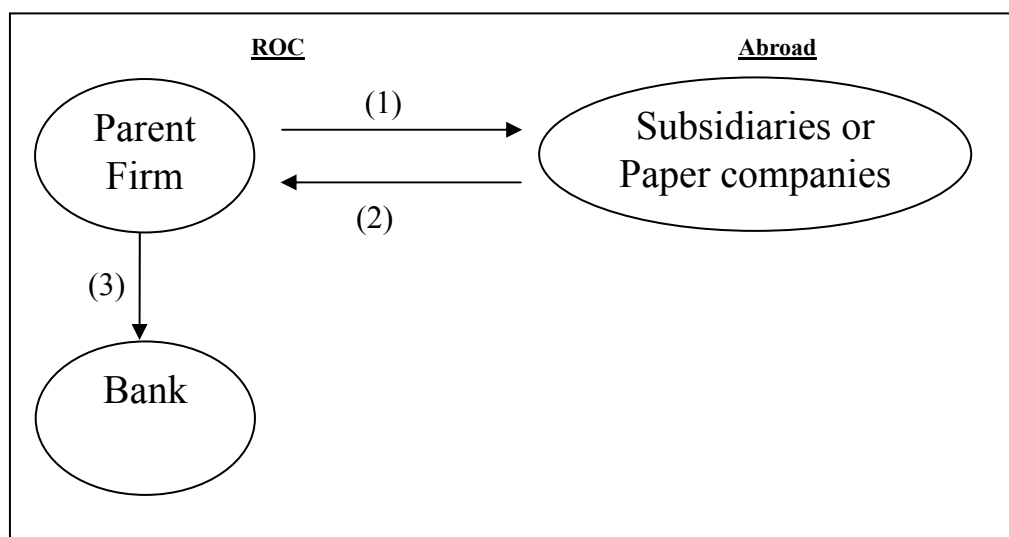 ROC
Abroad
(1)
Parent
Firm
Subsidiaries or
Paper companies
(2)
(3)
Bank